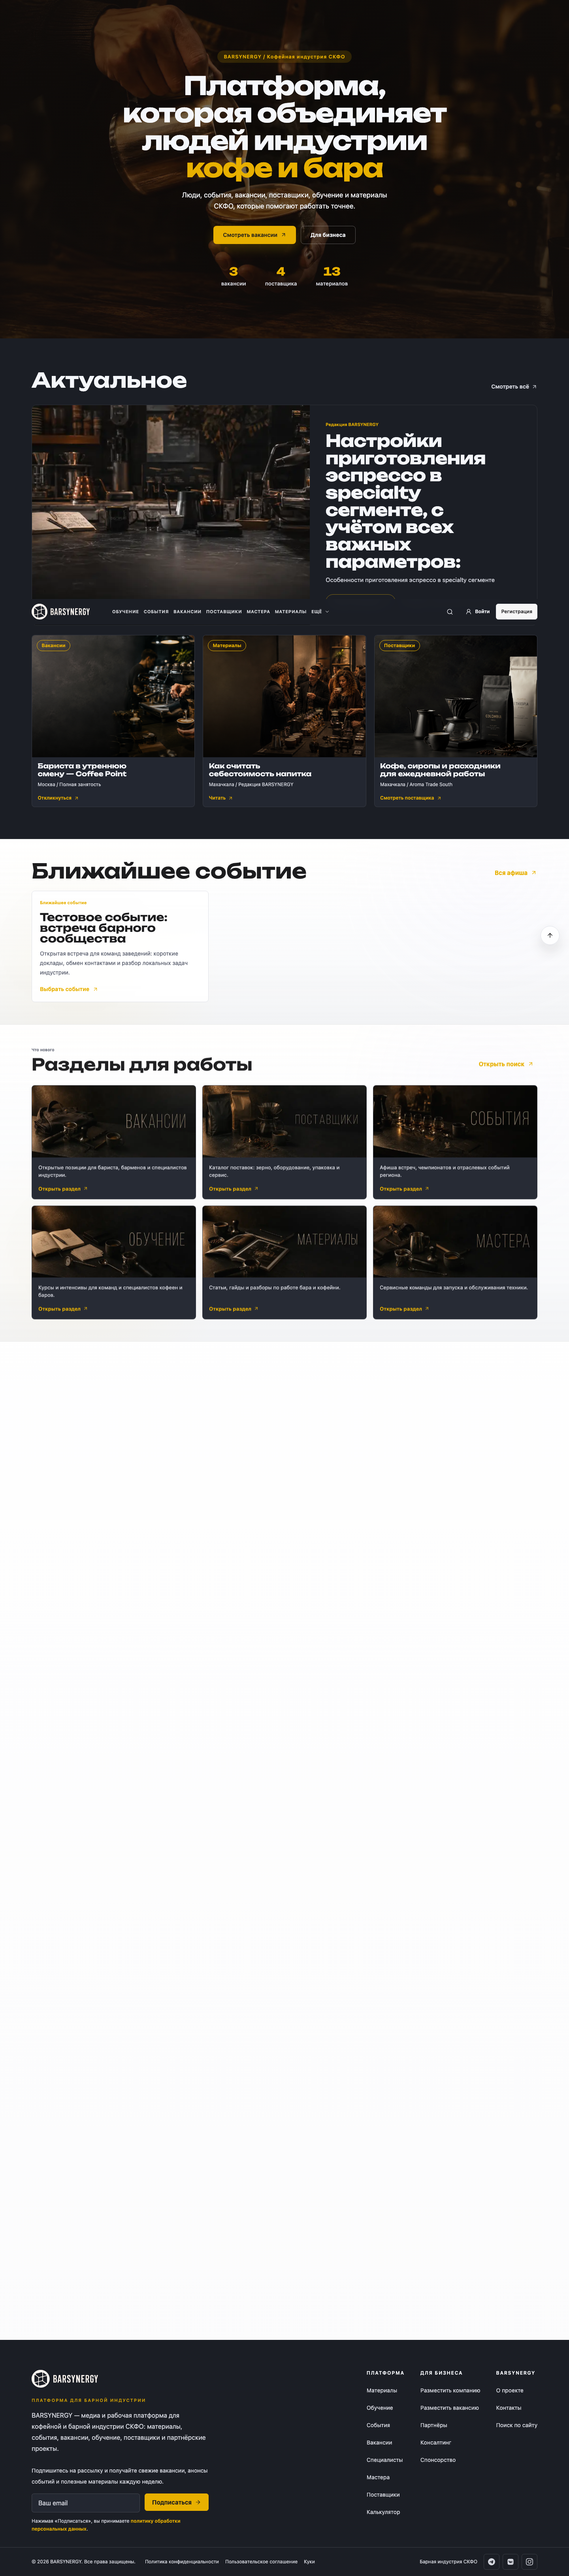 BARSYNERGY / Кофейная индустрия СКФО
Платформа,
которая объединяет
людей индустрии
кофе и бара
Люди, события, вакансии, поставщики, обучение и материалы
СКФО, которые помогают работать точнее.
Смотреть вакансии
Для бизнеса
3
вакансии
4
поставщика
13
материалов
Актуальное
Смотреть всё
Редакция BARSYNERGY
Настройки
приготовления
эспрессо в
specialty
сегменте, с
учётом всех
важных
параметров:
Особенности приготовления эспрессо в specialty сегменте
BARSYNERGY
ОБУЧЕНИЕ
СОБЫТИЯ
ВАКАНСИИ
ПОСТАВЩИКИ
МАСТЕРА
МАТЕРИАЛЫ
ЕЩЁ
Войти
Регистрация
Вакансии
Бариста в утреннюю
смену — Coffee Point
Москва / Полная занятость
Откликнуться
Материалы
Как считать
себестоимость напитка
Махачкала / Редакция BARSYNERGY
Читать
Поставщики
Кофе, сиропы и расходники
для ежедневной работы
Махачкала / Aroma Trade South
Смотреть поставщика
Ближайшее событие
Вся афиша
Ближайшее событие
Тестовое событие:
встреча барного
сообщества
Открытая встреча для команд заведений: короткие
доклады, обмен контактами и разбор локальных задач
индустрии.
Выбрать событие
Что нового
Разделы для работы
Открыть поиск
ВАКАНСИИ
Открытые позиции для бариста, барменов и специалистов
индустрии.
Открыть раздел
ПОСТАВЩИКИ
Каталог поставок: зерно, оборудование, упаковка и
сервис.
Открыть раздел
СОБЫТИЯ
Афиша встреч, чемпионатов и отраслевых событий
региона.
Открыть раздел
ОБУЧЕНИЕ
Курсы и интенсивы для команд и специалистов кофеен и
баров.
Открыть раздел
МАТЕРИАЛЫ
Статьи, гайды и разборы по работе бара и кофейни.
Открыть раздел
МАСТЕРА
Сервисные команды для запуска и обслуживания техники.
Открыть раздел
BARSYNERGY
ПЛАТФОРМА ДЛЯ БАРНОЙ ИНДУСТРИИ
BARSYNERGY — медиа и рабочая платформа для
кофейной и барной индустрии СКФО: материалы,
события, вакансии, обучение, поставщики и партнёрские
проекты.
Подпишитесь на рассылку и получайте свежие вакансии, анонсы
событий и полезные материалы каждую неделю.
Ваш email
Подписаться
Нажимая «Подписаться», вы принимаете политику обработки
персональных данных.
ПЛАТФОРМА
Материалы
Обучение
События
Вакансии
Специалисты
Мастера
Поставщики
Калькулятор
ДЛЯ БИЗНЕСА
Разместить компанию
Разместить вакансию
Партнёры
Консалтинг
Спонсорство
BARSYNERGY
О проекте
Контакты
Поиск по сайту
© 2026 BARSYNERGY. Все права защищены.
Политика конфиденциальности
Пользовательское соглашение
Куки
Барная индустрия СКФО